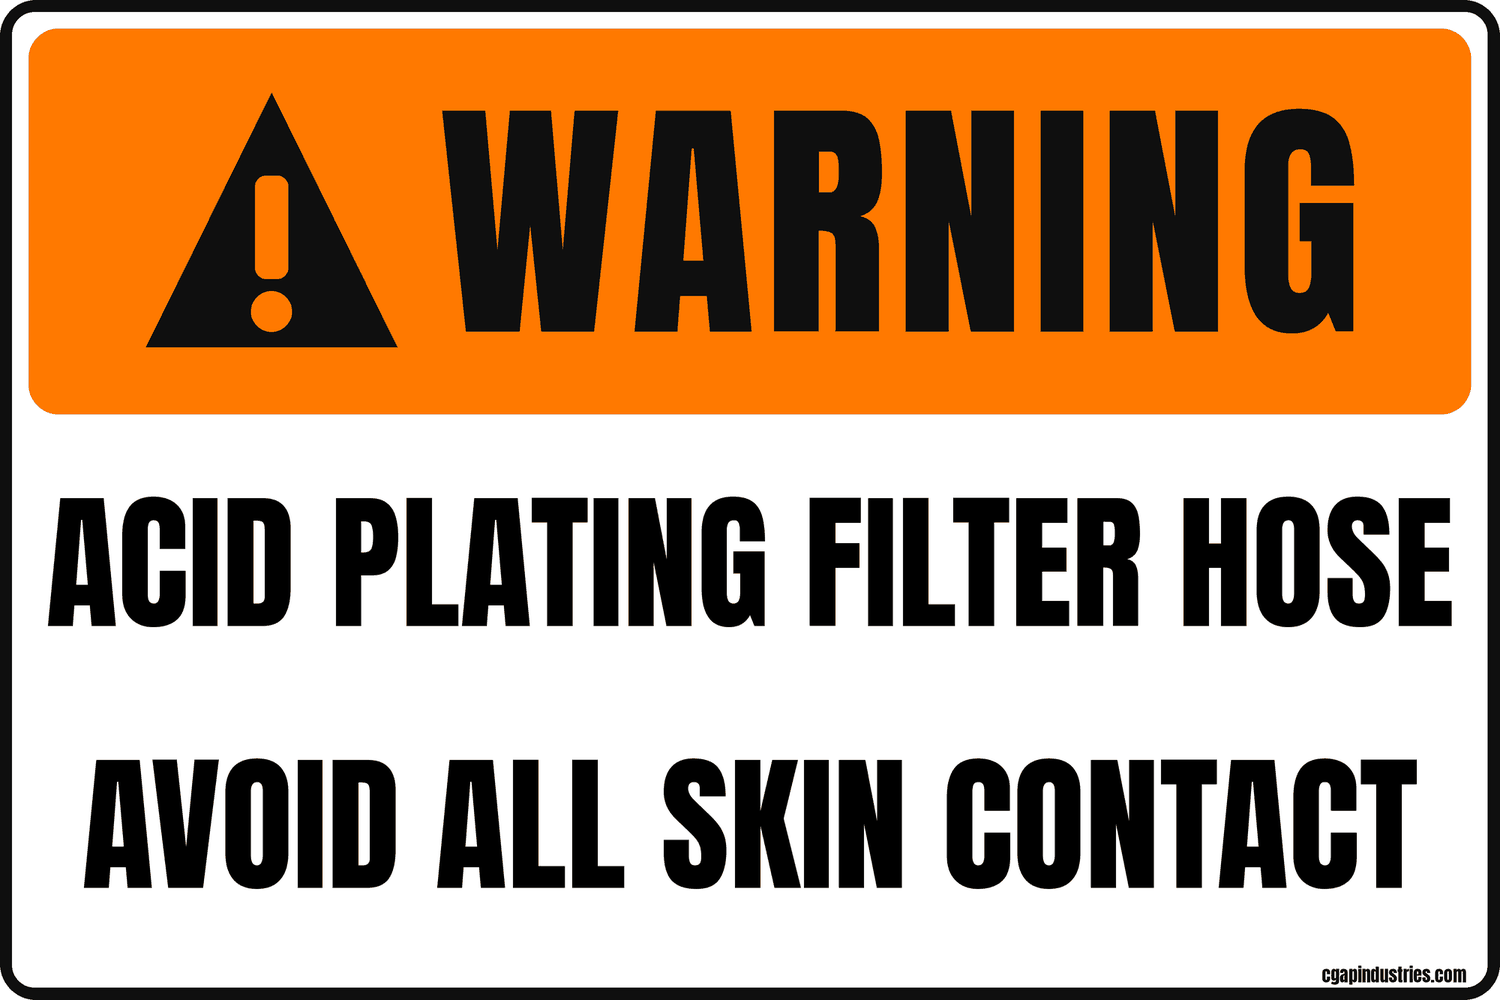 WARNING
ACID PLATING FILTER HOSE
AVOID ALL SKIN CONTACT
cgapindustries.com